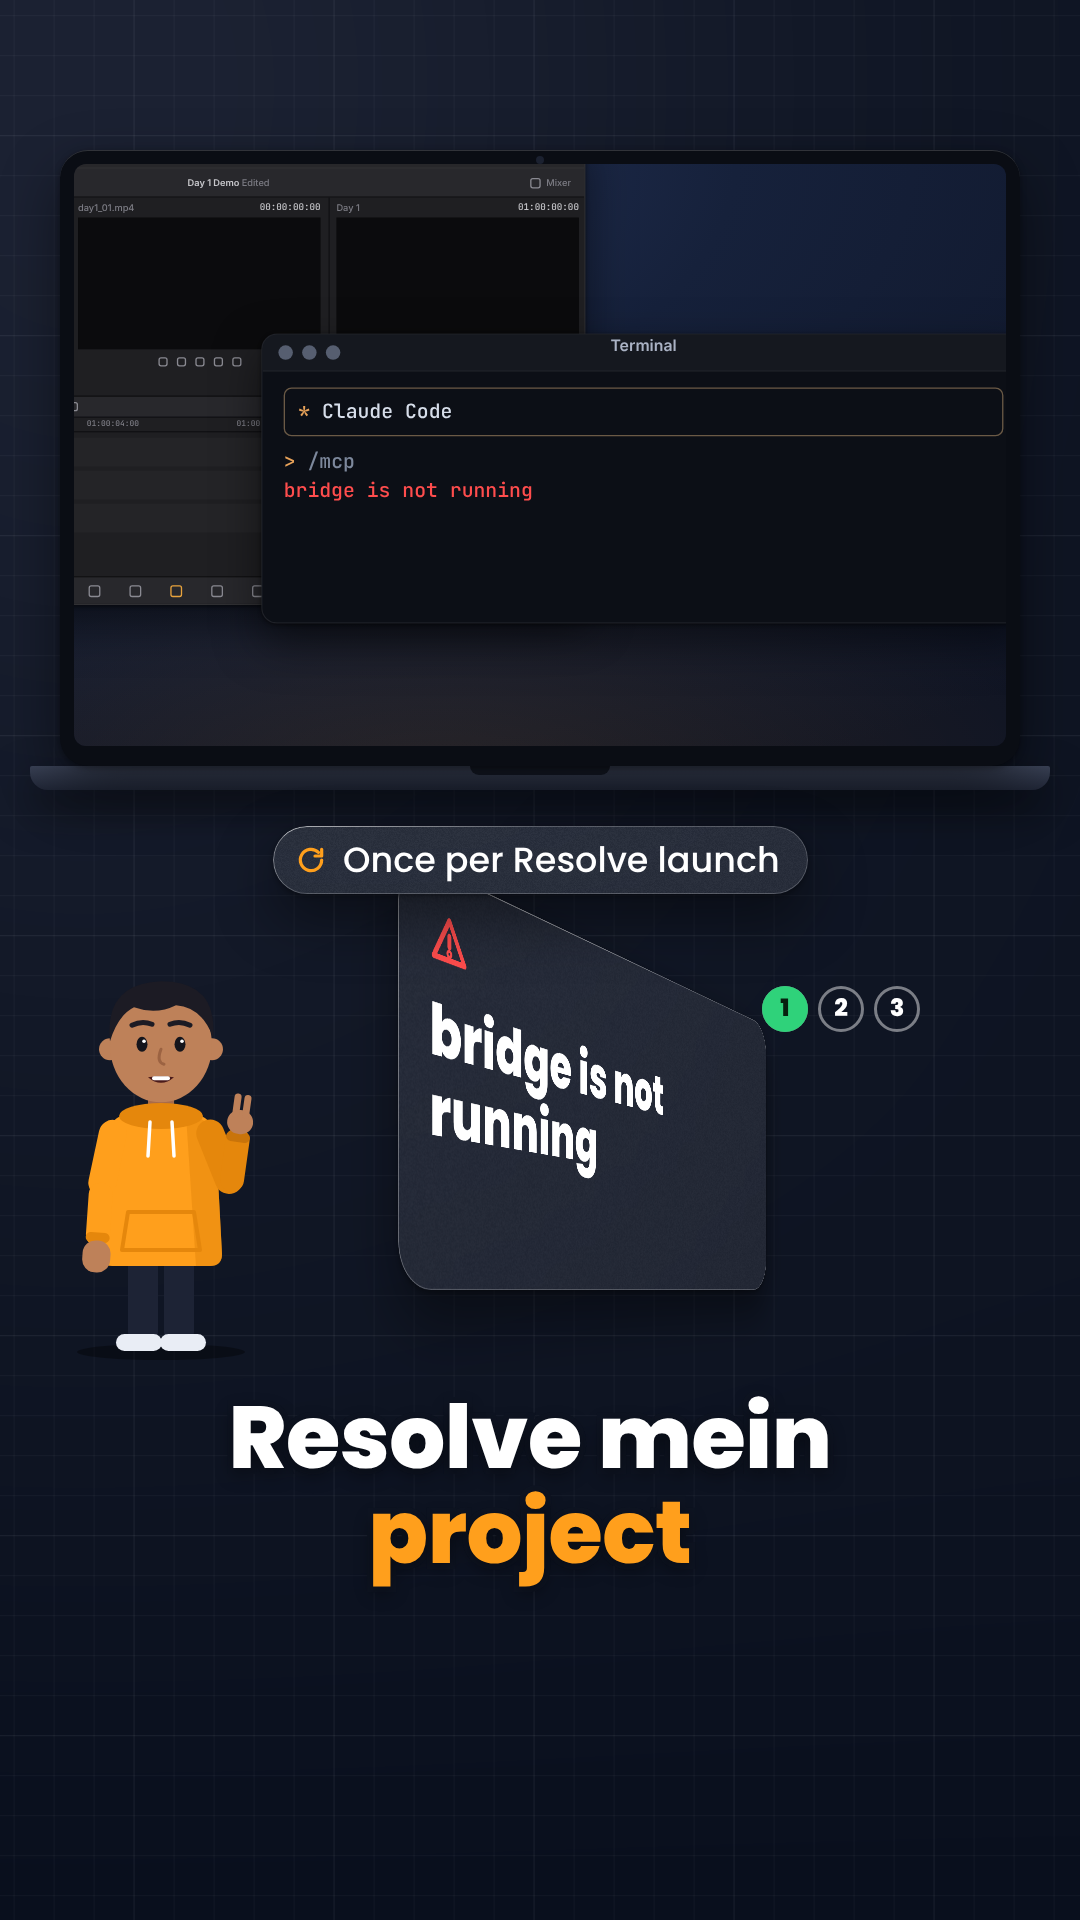 Day 1 Demo Edited
Mixer
day1_01.mp4
00:00:00:00
Day 1
01:00:00:00
Terminal
* Claude Code
> /mcp
bridge is not running
01:00:04:00
01:00
Once per Resolve launch
bridge is not
running
1 2 3
Resolve mein
project